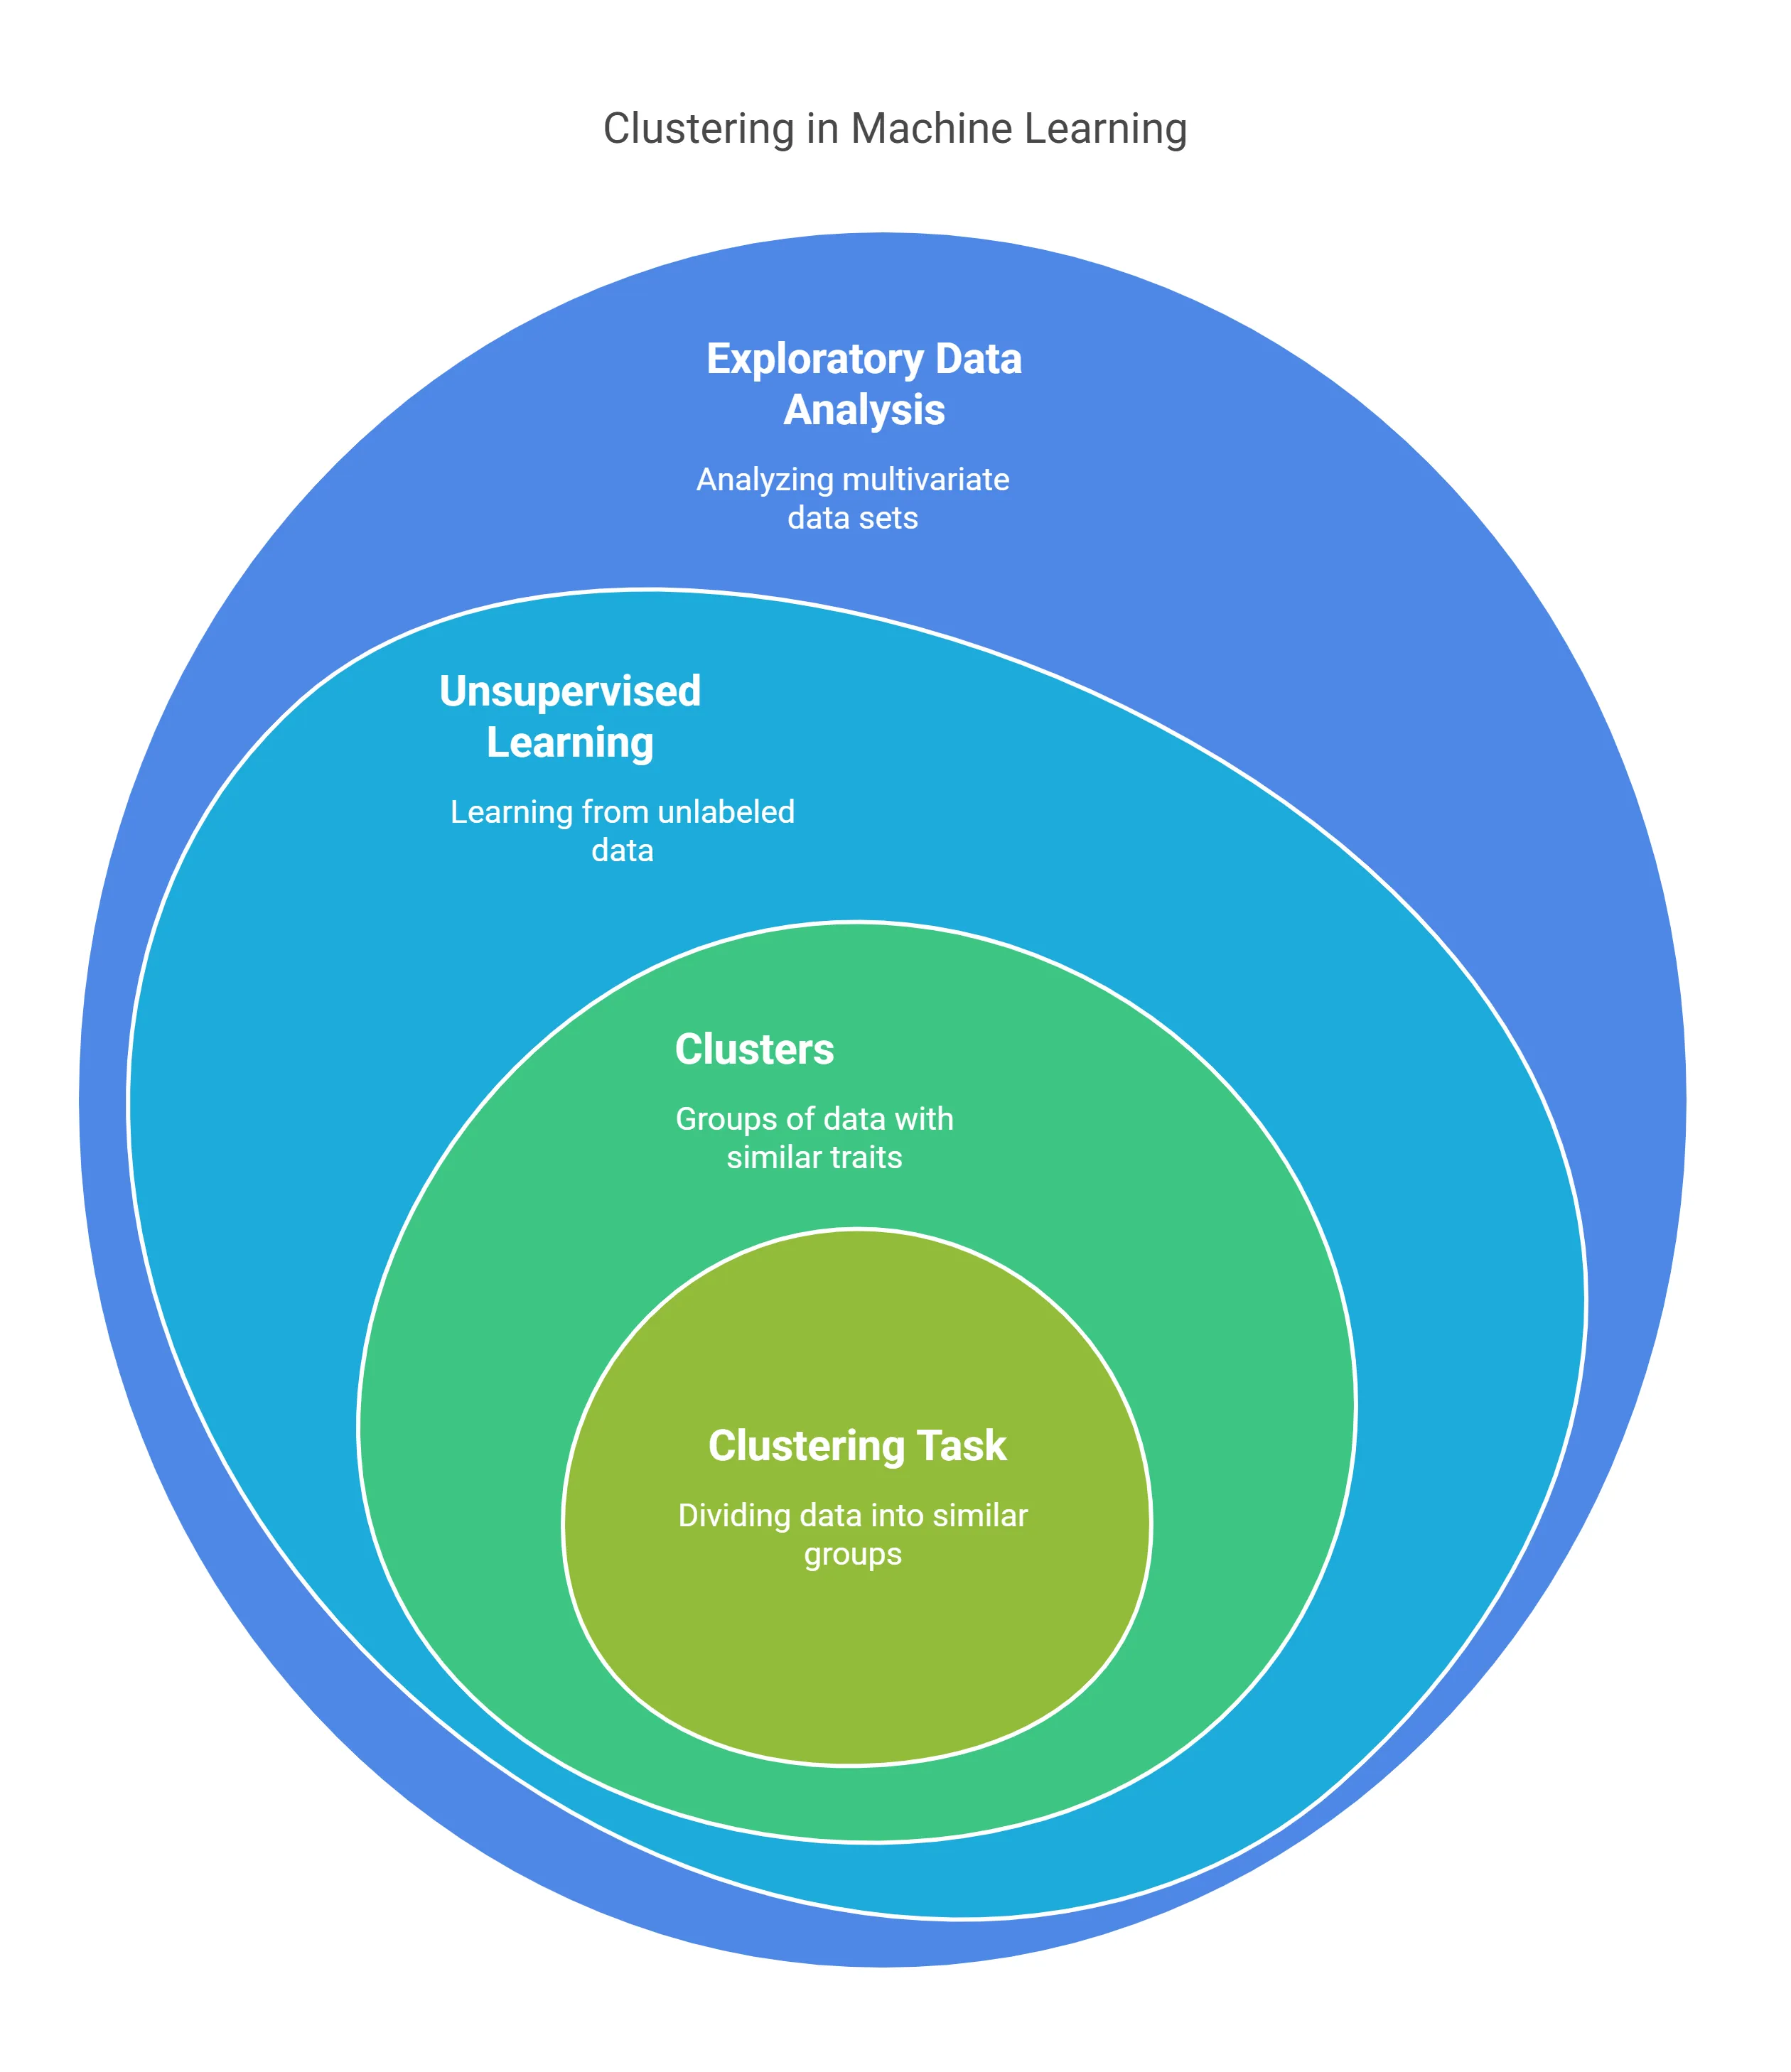 Clustering in Machine Learning
Exploratory Data
Analysis
Analyzing multivariate
data sets
Unsupervised
Learning
Learning from unlabeled
data
Clusters
Groups of data with
similar traits
Clustering Task
Dividing data into similar
groups